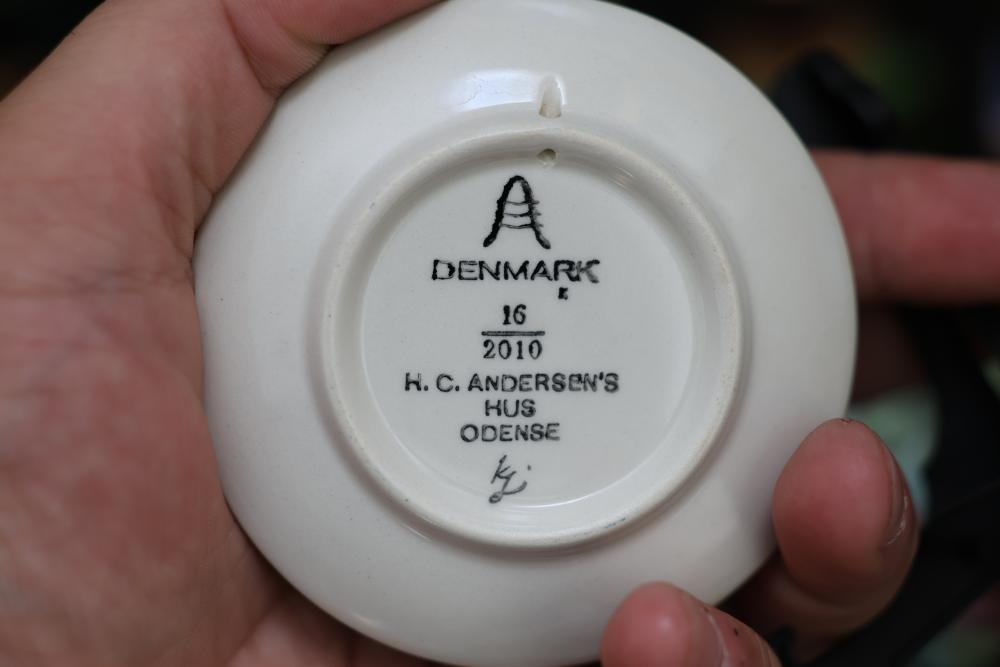 A
DENMARK
16
2010
H. C. ANDERSEN'S
HUS
ODENSE